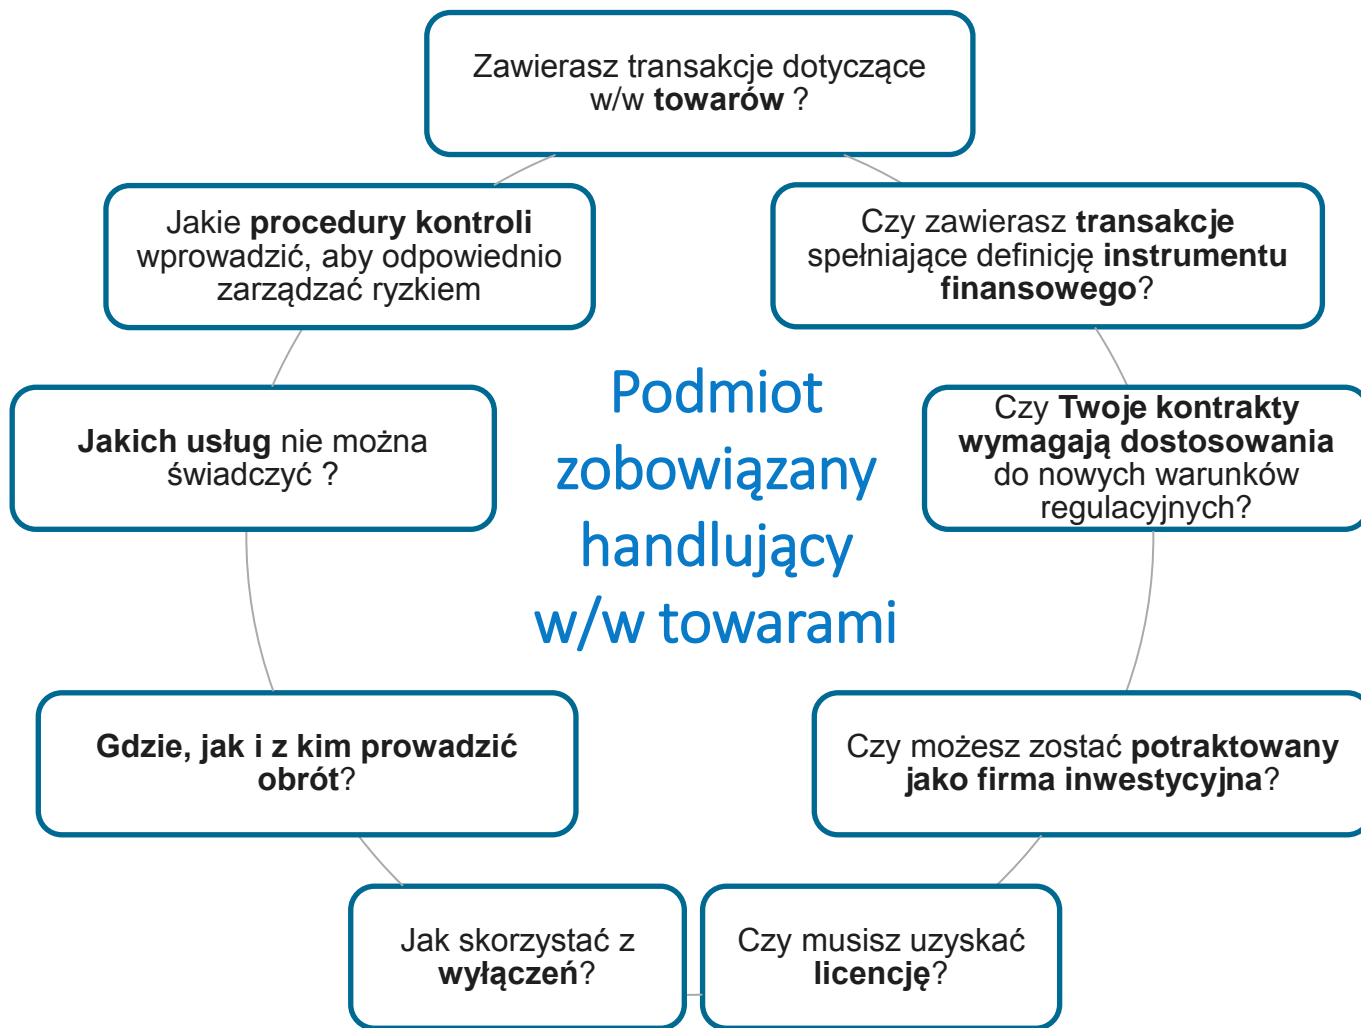 Zawierasz transakcje dotyczące
w/w towarów ?
Czy zawierasz transakcje
spełniające definicję instrumentu
finansowego?
Czy Twoje kontrakty
wymagają dostosowania
do nowych warunków
regulacyjnych?
Czy możesz zostać potraktowany
jako firma inwestycyjna?
Czy musisz uzyskać
licencję?
Jak skorzystać z
wyłączeń?
Gdzie, jak i z kim prowadzić
obrót?
Jakich usług nie można
świadczyć ?
Jakie procedury kontroli
wprowadzić, aby odpowiednio
zarządzać ryzkiem
Podmiot
zobowiązany
handlujący
w/w towarami